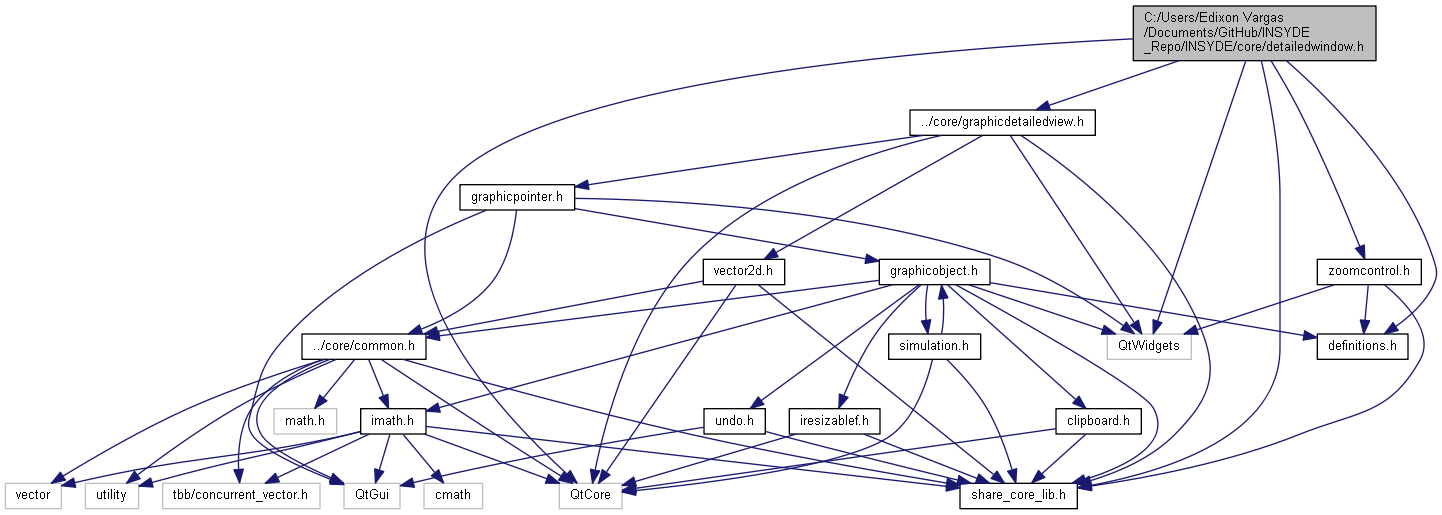 C:/Users/Edixon Vargas
/Documents/GitHub/INSYDE
_Repo/INSYDE/core/detailedwindow.h
../core/graphicdetailedview.h
graphicpointer.h
vector2d.h
graphicobject.h
zoomcontrol.h
../core/common.h
simulation.h
QtWidgets
definitions.h
math.h
imath.h
undo.h
iresizablef.h
clipboard.h
vector
utility
tbb/concurrent_vector.h
QtGui
cmath
QtCore
share_core_lib.h